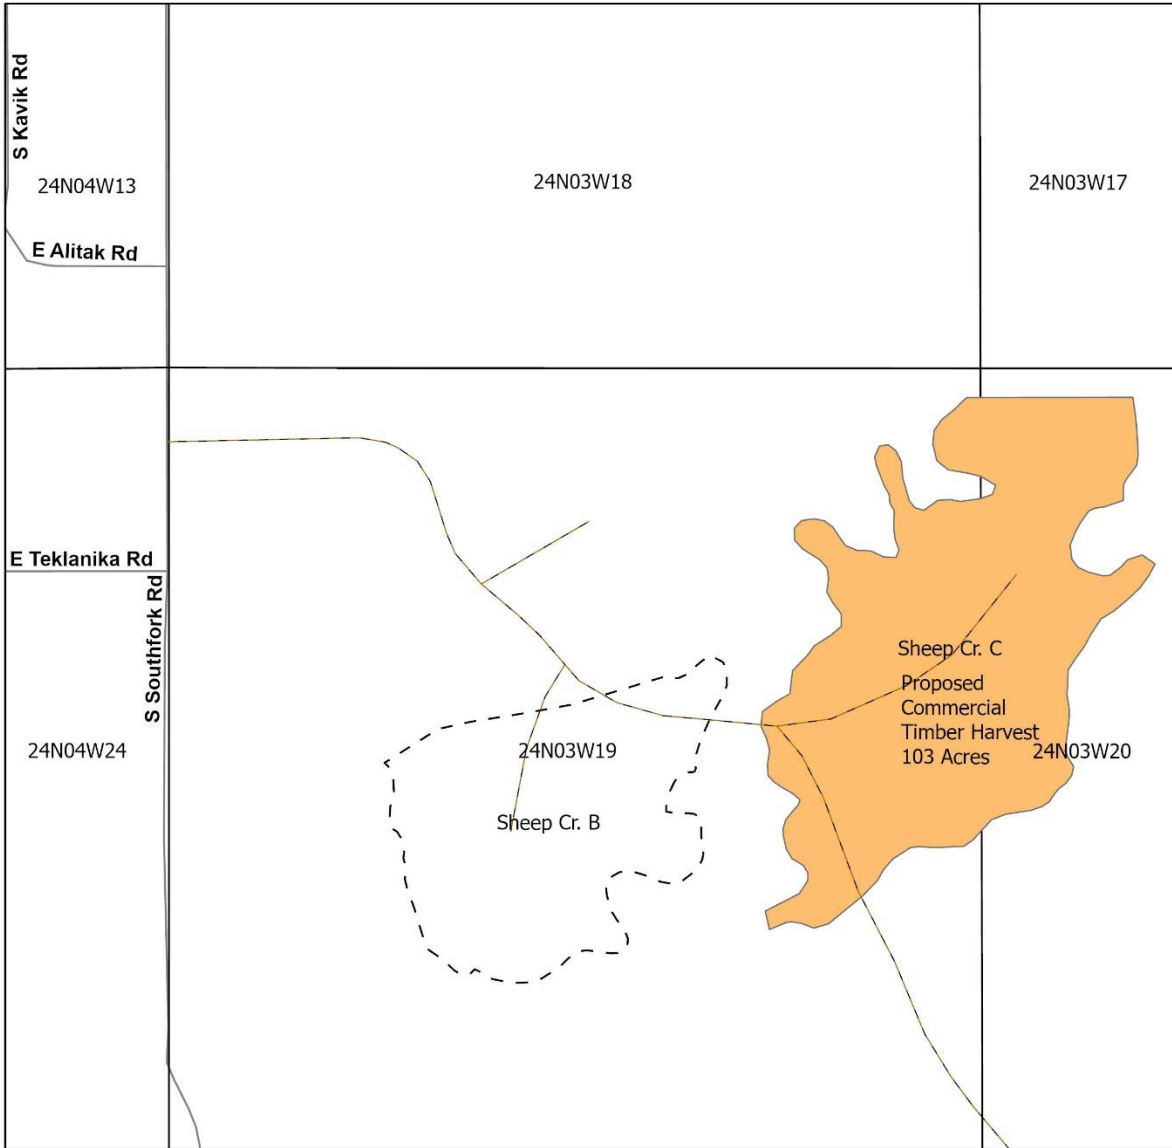 S Kavik Rd
24N04W13
24N03W18
24N03W17
E Alitak Rd
E Teklanika Rd
S Southfork Rd
24N04W24
24N03W19
Sheep Cr. B
Sheep Cr. C
Proposed
Commercial
Timber Harvest
103 Acres
24N03W20